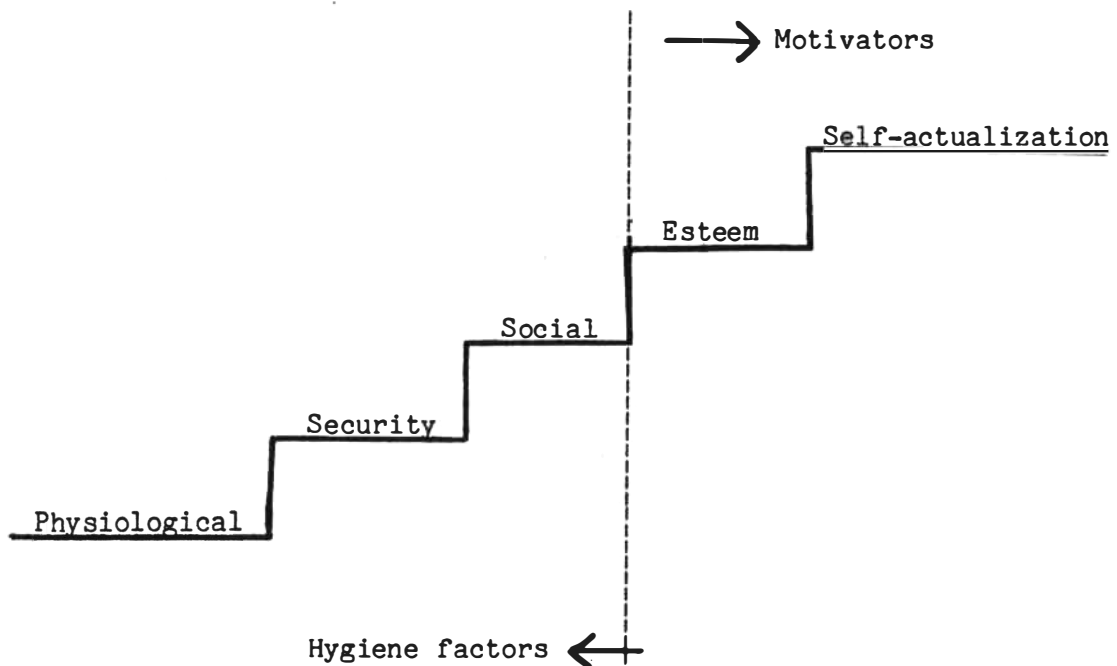 Motivators
Self-actualization
Esteem
Social
Security
Physiological
Hygiene factors